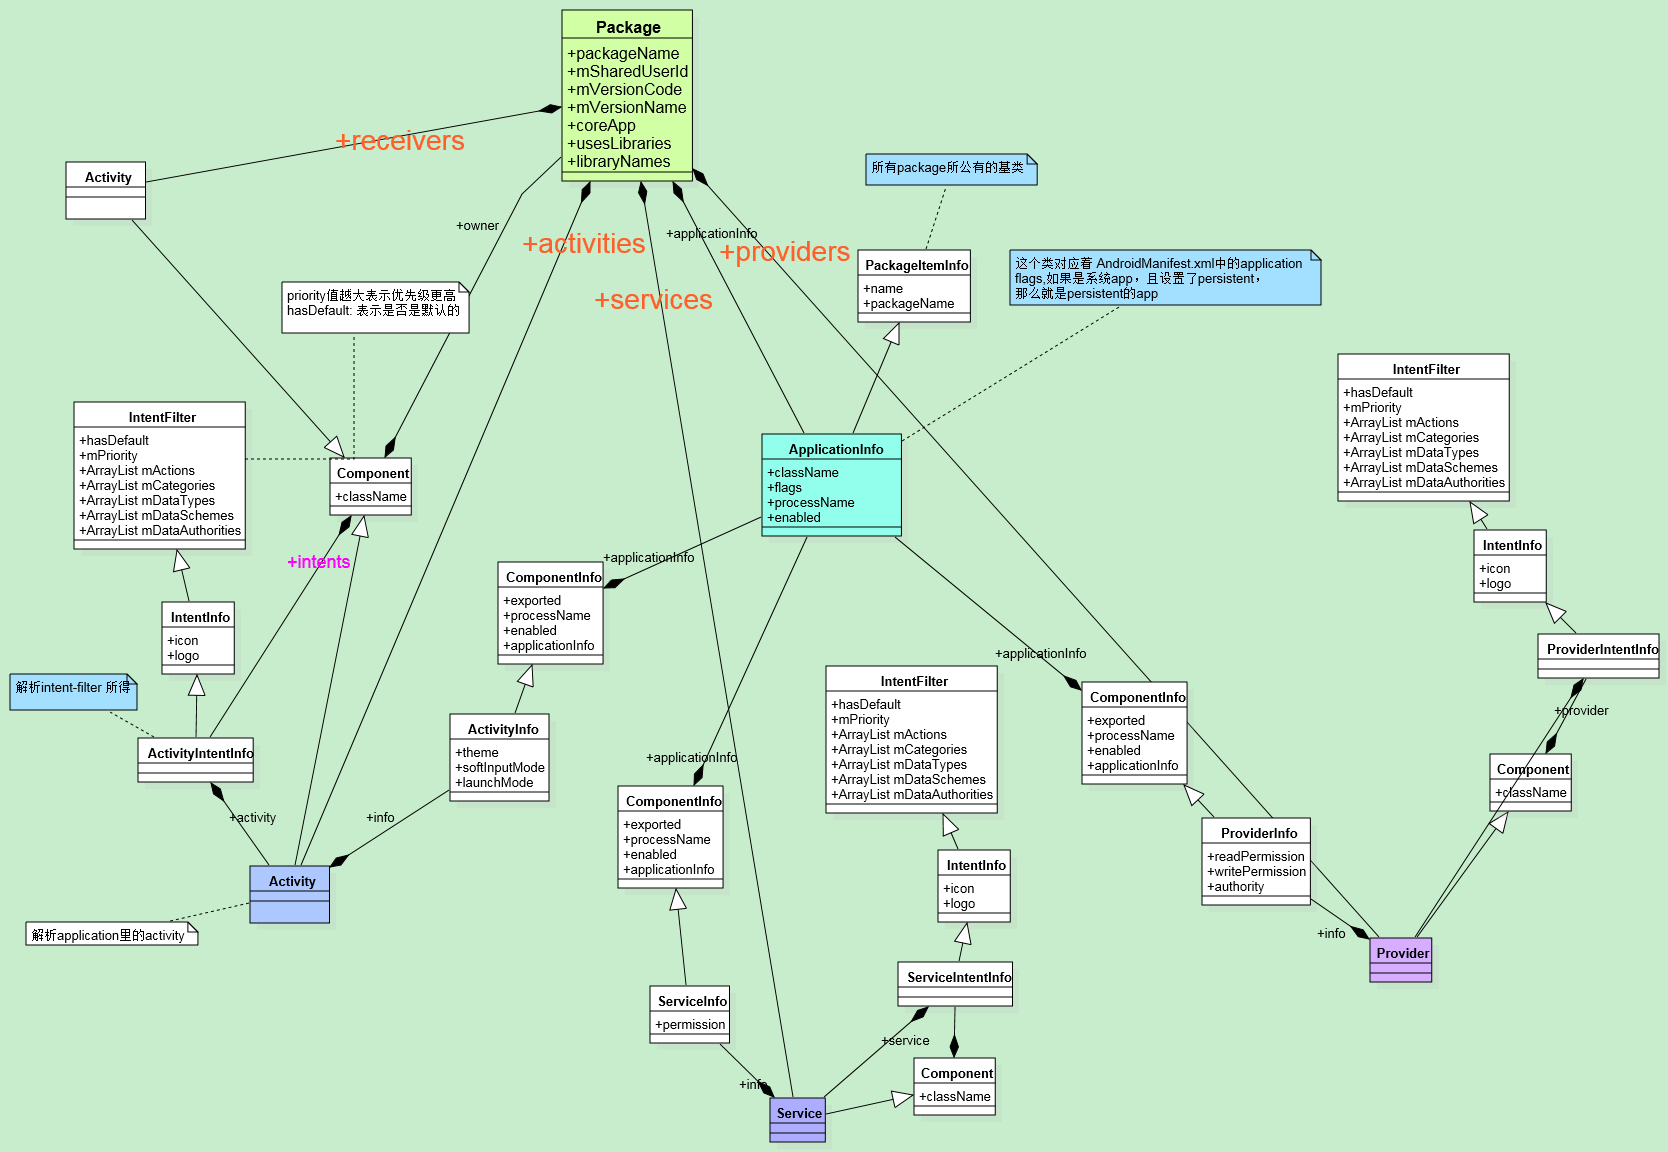 Package
+packageName
+mSharedUserId
+mVersionCode
+mVersionName
+coreApp
+usesLibraries
+libraryNames
+receivers
Activity
+owner
+activities
+services
+applicationInfo
+providers
所有package所公有的基类
PackageItemInfo
+name
+packageName
这个类对应着 AndroidManifest.xml中的application
flags,如果是系统app，且设置了persistent，
那么就是persistent的app
priority值越大表示优先级更高
hasDefault: 表示是否是默认的
IntentFilter
+hasDefault
+mPriority
+ArrayList mActions
+ArrayList mCategories
+ArrayList mDataTypes
+ArrayList mDataSchemes
+ArrayList mDataAuthorities
Component
+className
+intents
IntentInfo
+icon
+logo
解析intent-filter 所得
ActivityIntentInfo
+activity
Activity
解析application里的activity
+info
ActivityInfo
+theme
+softInputMode
+launchMode
ComponentInfo
+exported
+processName
+enabled
+applicationInfo
+applicationInfo
ApplicationInfo
+className
+flags
+processName
+enabled
+applicationInfo
ComponentInfo
+exported
+processName
+enabled
+applicationInfo
ServiceInfo
+permission
+info
Service
IntentFilter
+hasDefault
+mPriority
+ArrayList mActions
+ArrayList mCategories
+ArrayList mDataTypes
+ArrayList mDataSchemes
+ArrayList mDataAuthorities
IntentInfo
+icon
+logo
ServiceIntentInfo
+service
Component
+className
+applicationInfo
ComponentInfo
+exported
+processName
+enabled
+applicationInfo
ProviderInfo
+readPermission
+writePermission
+authority
+info
Provider
IntentFilter
+hasDefault
+mPriority
+ArrayList mActions
+ArrayList mCategories
+ArrayList mDataTypes
+ArrayList mDataSchemes
+ArrayList mDataAuthorities
IntentInfo
+icon
+logo
ProviderIntentInfo
+provider
Component
+className